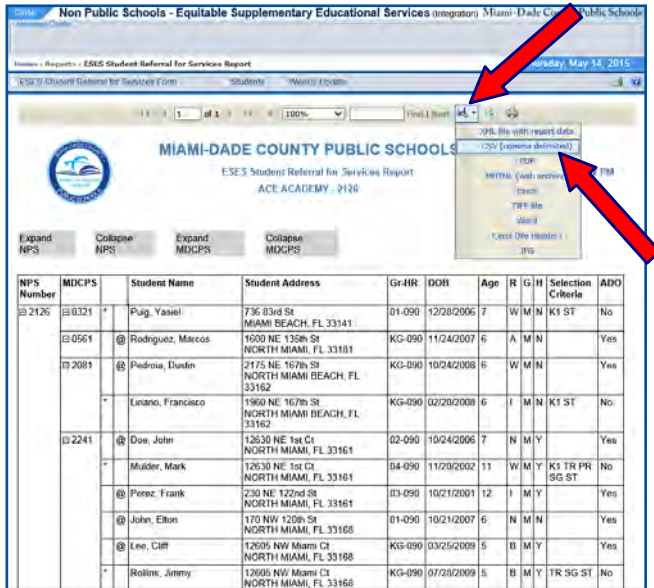 Non Public Schools - Equitable Supplementary Educational Services (Integration) Miami-Dade County Public Schools
Home > Reports > ESES Student Referral for Services Report
May 14, 2015
ESES Student Referral for Services Form Students Weekly Update
1 of 1 100% Find | Next
XML file with report data
CSV (comma delimited)
PDF
MHTML (web archive)
Excel
TIFF file
Word
JPG
MIAMI-DADE COUNTY PUBLIC SCHOOLS
ESES Student Referral for Services Report
PM
ACE ACADEMY - 2126
Expand NPS
Collapse NPS
Expand MDCPS
Collapse MDCPS
NPS Number MDCPS Student Name Student Address Gr-HR DOB Age R G H Selection Criteria ADO
2126 0321 * Puig, Yasiel 736 83rd St 01-090 12/28/2006 7 W M N K1 ST No
MIAMI BEACH, FL 33141
0561 @ Rodriguez, Marcos 1600 NE 135th St KG-090 11/24/2007 6 A M N Yes
NORTH MIAMI, FL 33181
2081 @ Pedroia, Dustin 2175 NE 167th St KG-090 10/24/2008 6 W M N Yes
NORTH MIAMI BEACH, FL
33162
* Liriano, Francisco 1960 NE 167th St KG-090 02/20/2008 6 I M N K1 ST No
NORTH MIAMI BEACH, FL
33162
2241 @ Doe, John 12630 NE 1st Ct 02-090 10/24/2006 7 N M Y Yes
NORTH MIAMI, FL 33161
* Mulder, Mark 12630 NE 1st Ct 04-090 11/20/2002 11 W M Y K1 TR PR No
NORTH MIAMI, FL 33161 SG ST
@ Perez, Frank 230 NE 122nd St 03-090 10/21/2001 12 I M Y Yes
NORTH MIAMI, FL 33161
@ John, Elton 170 NW 120th St 01-090 10/21/2007 6 N M N Yes
NORTH MIAMI, FL 33168
@ Lee, Cliff 12605 NW Miami Ct KG-090 03/25/2009 5 B M Y Yes
NORTH MIAMI, FL 33168
* Rollins, Jimmy 12605 NW Miami Ct KG-090 07/28/2009 5 B M Y TR SG ST No
NORTH MIAMI, FL 33168